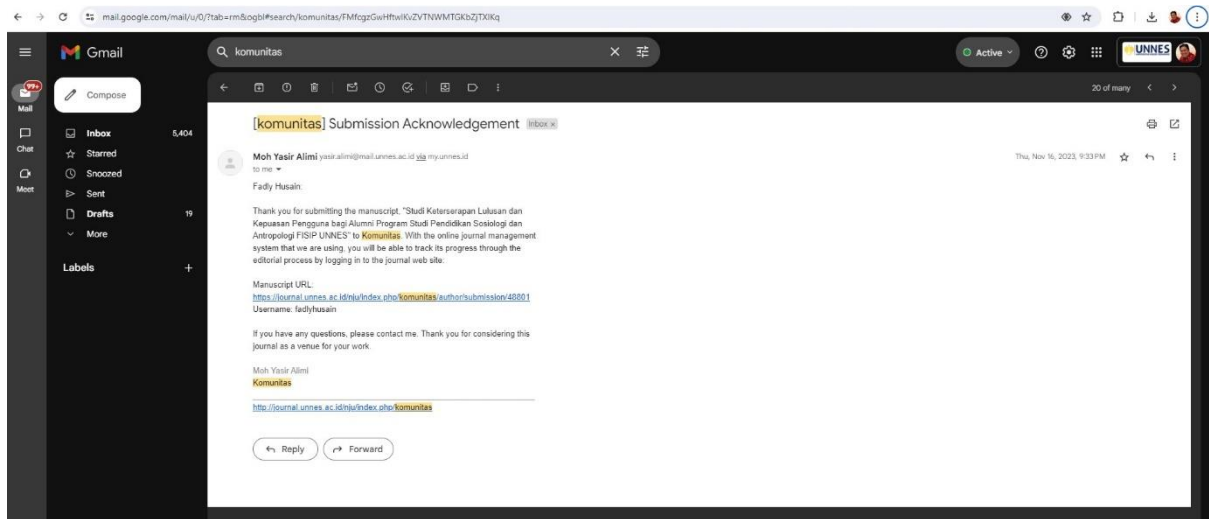 mail.google.com/mail/u/0/?tab=rm&ogbl#search/komunitas/FMfcgzGwHftwlKvZVTNWMTGKbZjTXlKq
Gmail
komunitas
Active
UNNES
99+
Mail
Compose
20 of many
Chat
Meet
Inbox 5,404
Starred
Snoozed
Sent
Drafts 19
More
Labels
[komunitas] Submission Acknowledgement Inbox x
Moh Yasir Alimi yasir.alimi@mail.unnes.ac.id via my.unnes.id
Thu, Nov 16, 2023, 9:33 PM
to me
Fadly Husain:
Thank you for submitting the manuscript, "Studi Keterserapan Lulusan dan
Kepuasan Pengguna bagi Alumni Program Studi Pendidikan Sosiologi dan
Antropologi FISIP UNNES" to Komunitas. With the online journal management
system that we are using, you will be able to track its progress through the
editorial process by logging in to the journal web site:
Manuscript URL:
https://journal.unnes.ac.id/nju/index.php/komunitas/author/submission/48801
Username: fadlyhusain
If you have any questions, please contact me. Thank you for considering this
journal as a venue for your work.
Moh Yasir Alimi
Komunitas
http://journal.unnes.ac.id/nju/index.php/komunitas
Reply
Forward